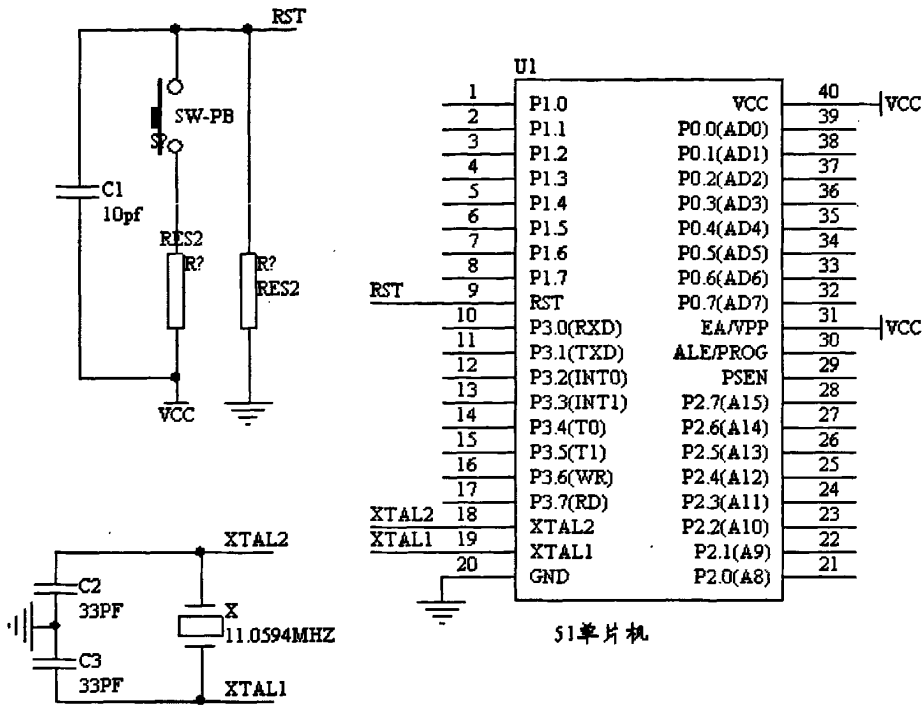 RST
SW-PB
S?
C1
10pf
RES2
R?
R?
RES2
VCC
XTAL2
C2
33PF
X
11.0594MHZ
C3
33PF
XTAL1
U1
1 P1.0 VCC 40 VCC
2 P1.1 P0.0(AD0) 39
3 P1.2 P0.1(AD1) 38
4 P1.3 P0.2(AD2) 37
5 P1.4 P0.3(AD3) 36
6 P1.5 P0.4(AD4) 35
7 P1.6 P0.5(AD5) 34
8 P1.7 P0.6(AD6) 33
RST 9 RST P0.7(AD7) 32
10 P3.0(RXD) EA/VPP 31 VCC
11 P3.1(TXD) ALE/PROG 30
12 P3.2(INT0) PSEN 29
13 P3.3(INT1) P2.7(A15) 28
14 P3.4(T0) P2.6(A14) 27
15 P3.5(T1) P2.5(A13) 26
16 P3.6(WR) P2.4(A12) 25
17 P3.7(RD) P2.3(A11) 24
XTAL2 18 XTAL2 P2.2(A10) 23
XTAL1 19 XTAL1 P2.1(A9) 22
20 GND P2.0(A8) 21
51单片机